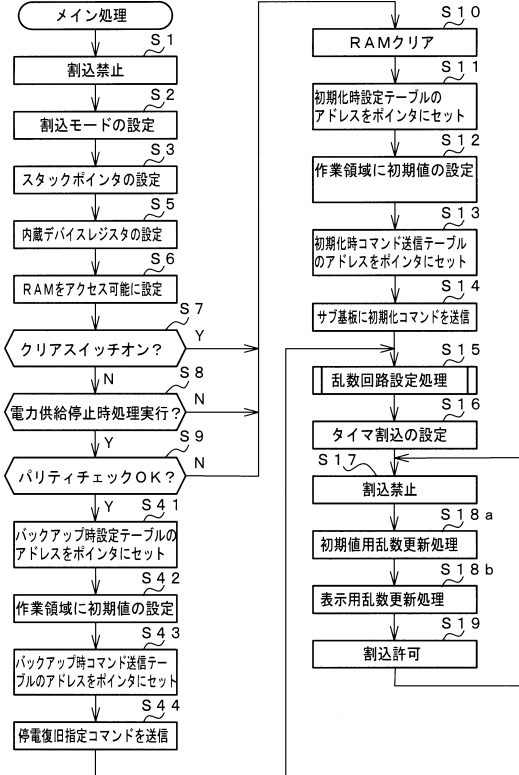 メイン処理
S1
割込禁止
S2
割込モードの設定
S3
スタックポインタの設定
S5
内蔵デバイスレジスタの設定
S6
RAMをアクセス可能に設定
S7
クリアスイッチオン?
Y
N
S8
電力供給停止時処理実行?
N
Y
S9
パリティチェックOK?
N
Y
S41
バックアップ時設定テーブルの
アドレスをポインタにセット
S42
作業領域に初期値の設定
S43
バックアップ時コマンド送信テー
ブルのアドレスをポインタにセット
S44
停電復旧指定コマンドを送信
S10
RAMクリア
S11
初期化時設定テーブルの
アドレスをポインタにセット
S12
作業領域に初期値の設定
S13
初期化時コマンド送信テーブル
のアドレスをポインタにセット
S14
サブ基板に初期化コマンドを送信
S15
乱数回路設定処理
S16
タイマ割込の設定
S17
割込禁止
S18a
初期値用乱数更新処理
S18b
表示用乱数更新処理
S19
割込許可